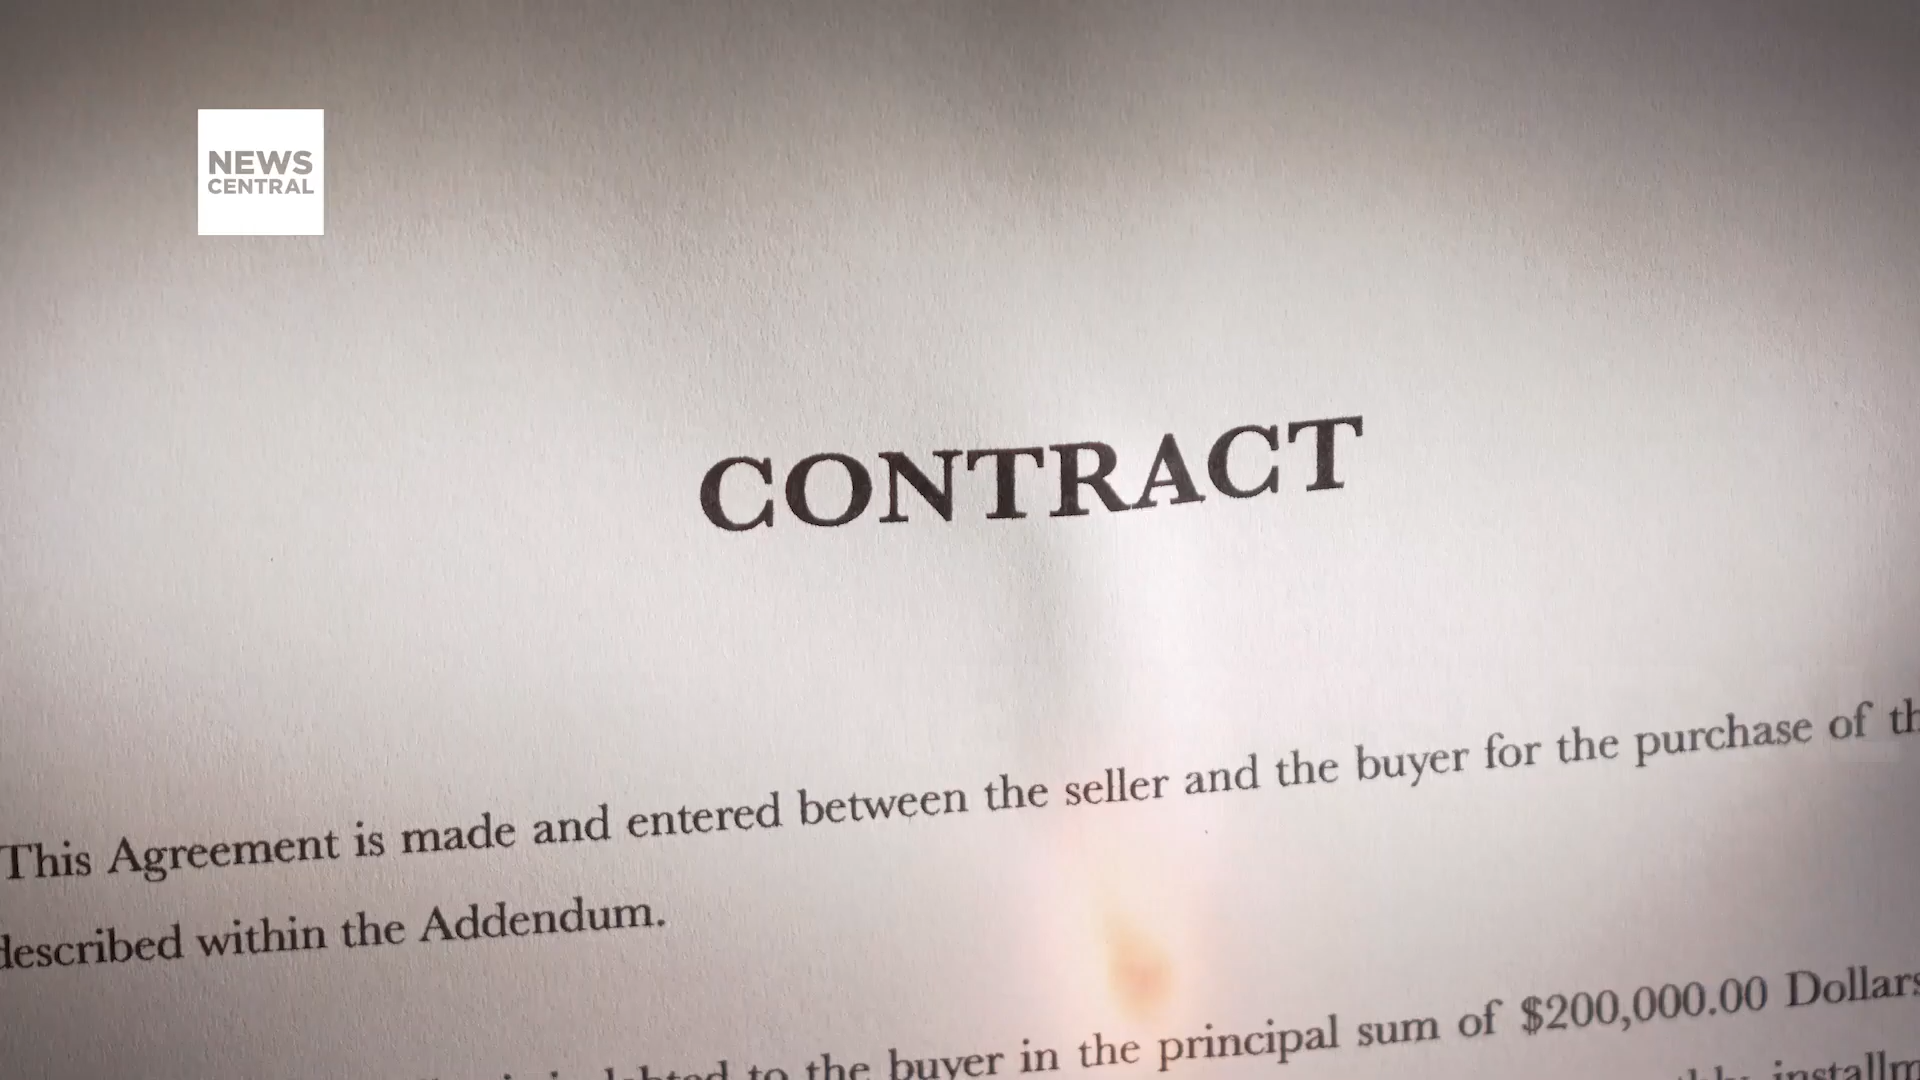 NEWS
CENTRAL
CONTRACT
This Agreement is made and entered between the seller and the buyer for the purchase of
described within the Addendum.
to the buyer in the principal sum of $200,000.00 Dollars